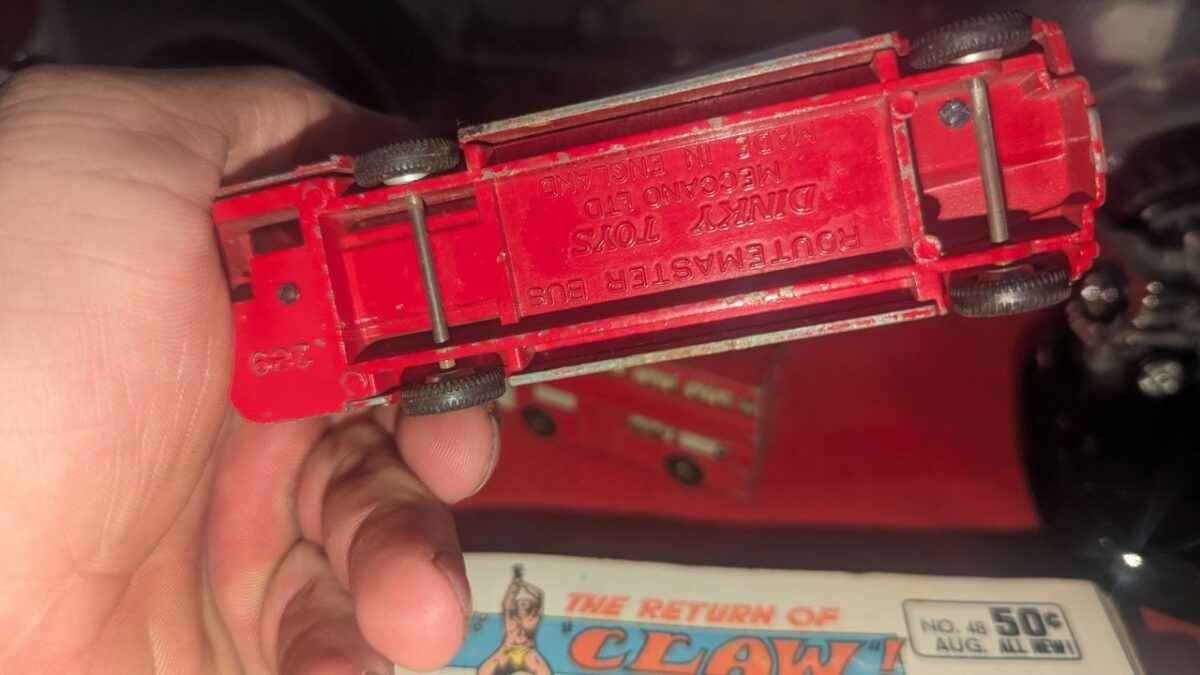 ROUTEMASTER BUS
DINKY TOYS
MECCANO LTD
MADE IN ENGLAND
289
THE RETURN OF
"CLAW"!
NO. 48
AUG.
50¢
ALL NEW!